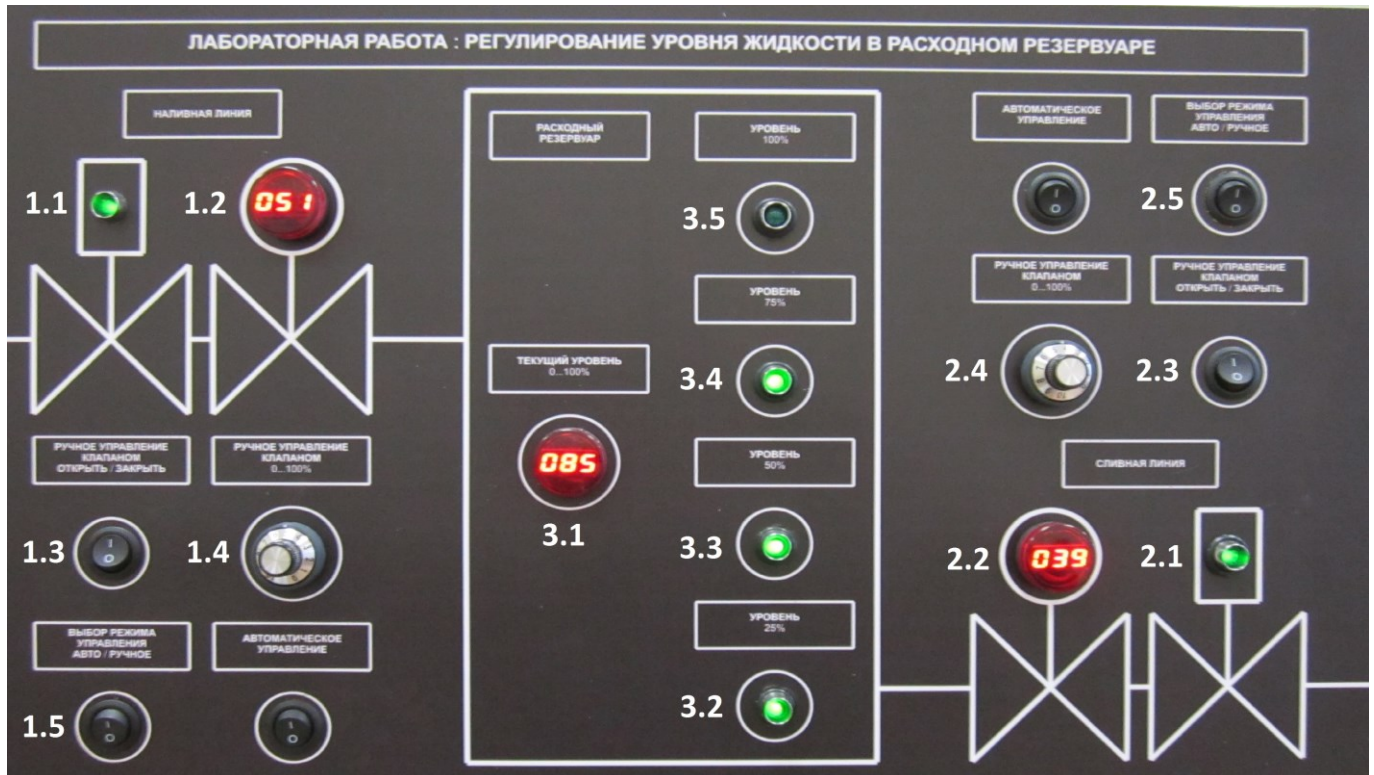 ЛАБОРАТОРНАЯ РАБОТА : РЕГУЛИРОВАНИЕ УРОВНЯ ЖИДКОСТИ В РАСХОДНОМ РЕЗЕРВУАРЕ
НАЛИВНАЯ ЛИНИЯ
1.1
1.2
051
РУЧНОЕ УПРАВЛЕНИЕ
КЛАПАНОМ
ОТКРЫТЬ / ЗАКРЫТЬ
РУЧНОЕ УПРАВЛЕНИЕ
КЛАПАНОМ
0...100%
1.3
I
O
1.4
ВЫБОР РЕЖИМА
УПРАВЛЕНИЯ
АВТО / РУЧНОЕ
АВТОМАТИЧЕСКОЕ
УПРАВЛЕНИЕ
1.5
I
O
I
O
РАСХОДНЫЙ
РЕЗЕРВУАР
ТЕКУЩИЙ УРОВЕНЬ
0...100%
085
3.1
УРОВЕНЬ
100%
3.5
УРОВЕНЬ
75%
3.4
УРОВЕНЬ
50%
3.3
УРОВЕНЬ
25%
3.2
АВТОМАТИЧЕСКОЕ
УПРАВЛЕНИЕ
ВЫБОР РЕЖИМА
УПРАВЛЕНИЯ
АВТО / РУЧНОЕ
I
O
2.5
I
O
РУЧНОЕ УПРАВЛЕНИЕ
КЛАПАНОМ
0...100%
РУЧНОЕ УПРАВЛЕНИЕ
КЛАПАНОМ
ОТКРЫТЬ / ЗАКРЫТЬ
2.4
2.3
I
O
СЛИВНАЯ ЛИНИЯ
2.2
039
2.1